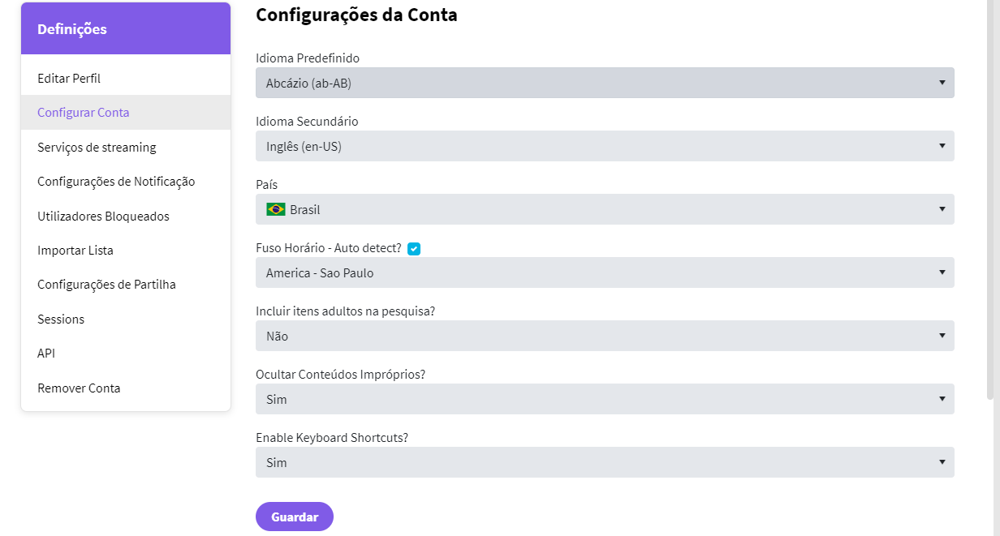 Definições
Editar Perfil
Configurar Conta
Serviços de streaming
Configurações de Notificação
Utilizadores Bloqueados
Importar Lista
Configurações de Partilha
Sessions
API
Remover Conta
Configurações da Conta
Idioma Predefinido
Abcázio (ab-AB)
Idioma Secundário
Inglês (en-US)
País
Brasil
Fuso Horário - Auto detect?
America - Sao Paulo
Incluir itens adultos na pesquisa?
Não
Ocultar Conteúdos Impróprios?
Sim
Enable Keyboard Shortcuts?
Sim
Guardar